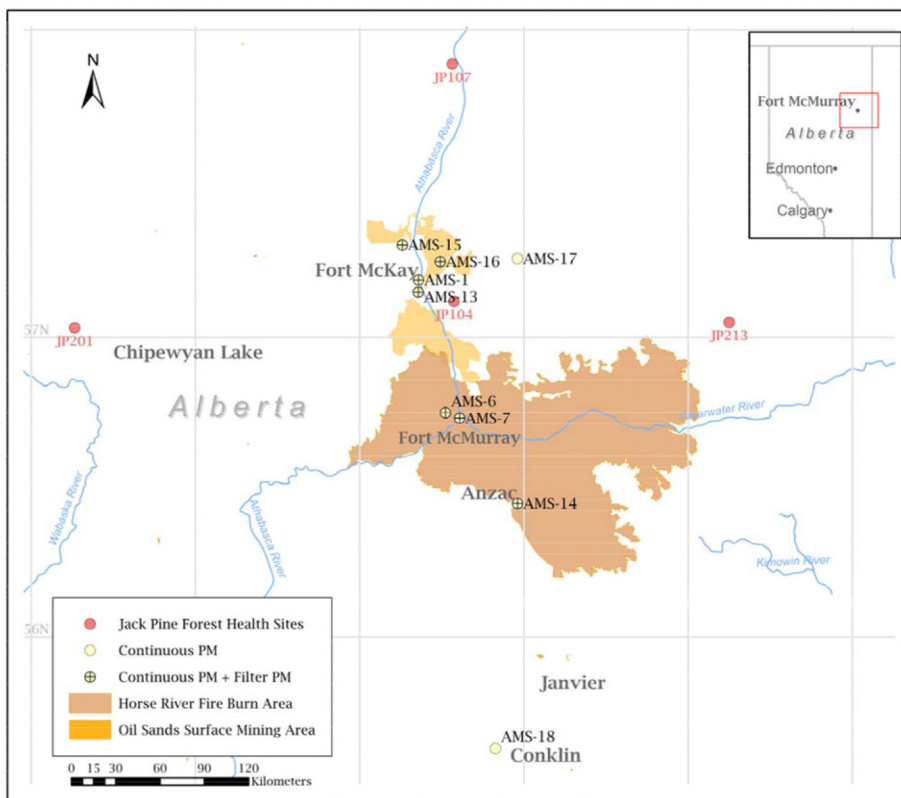 N
JP107
Fort McMurray
Alberta
Edmonton
Calgary
Athabasca River
AMS-15
AMS-16
AMS-17
Fort McKay
AMS-1
AMS-13
JP104
57N
JP201
JP213
Chipewyan Lake
Alberta
AMS-6
AMS-7
Clearwater River
Fort McMurray
Anzac
AMS-14
Wabaska River
Athabasca River
Kimowin River
56N
Jack Pine Forest Health Sites
Continuous PM
Continuous PM + Filter PM
Horse River Fire Burn Area
Oil Sands Surface Mining Area
Janvier
AMS-18
Conklin
0 15 30 60 90 120
Kilometers